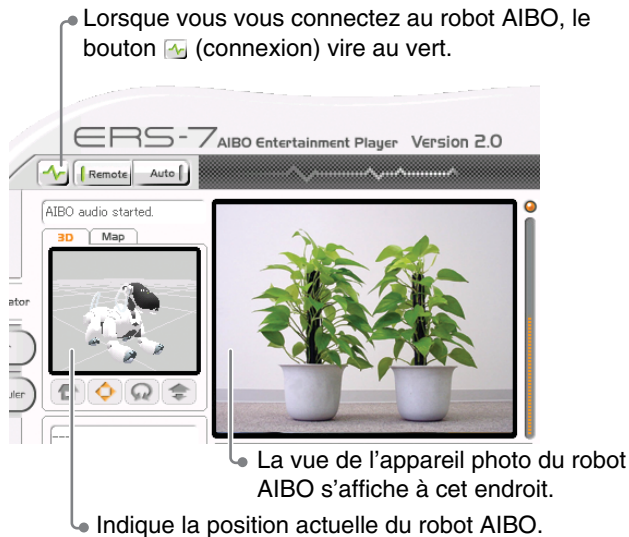 Lorsque vous vous connectez au robot AIBO, le
bouton (connexion) vire au vert.
ERS-7 AIBO Entertainment Player Version 2.0
Remote Auto
AIBO audio started.
3D Map
ator
uler
La vue de l'appareil photo du robot
AIBO s'affiche à cet endroit.
Indique la position actuelle du robot AIBO.